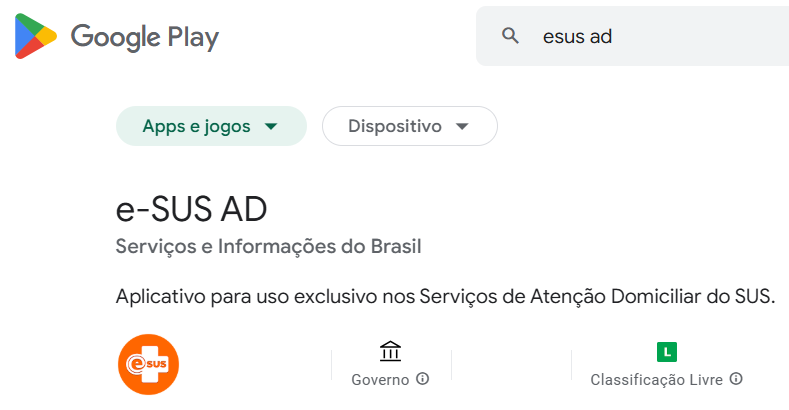 Google Play
esus ad
Apps e jogos
Dispositivo
e-SUS AD
Serviços e Informações do Brasil
Aplicativo para uso exclusivo nos Serviços de Atenção Domiciliar do SUS.
e SUS
L
Governo
Classificação Livre